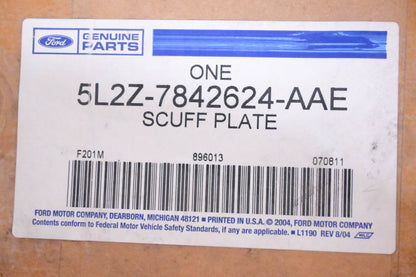 Ford
GENUINE
PARTS
ONE
5L2Z-7842624-AAE
SCUFF PLATE
F201M 896013 070811
FORD MOTOR COMPANY, DEARBORN, MICHIGAN 48121 ■ PRINTED IN U.S.A. © 2004, FORD MOTOR COMPANY
Contents conform to Federal Motor Vehicle Safety Standards, if any are applicable. ■ L1190 REV 8/04